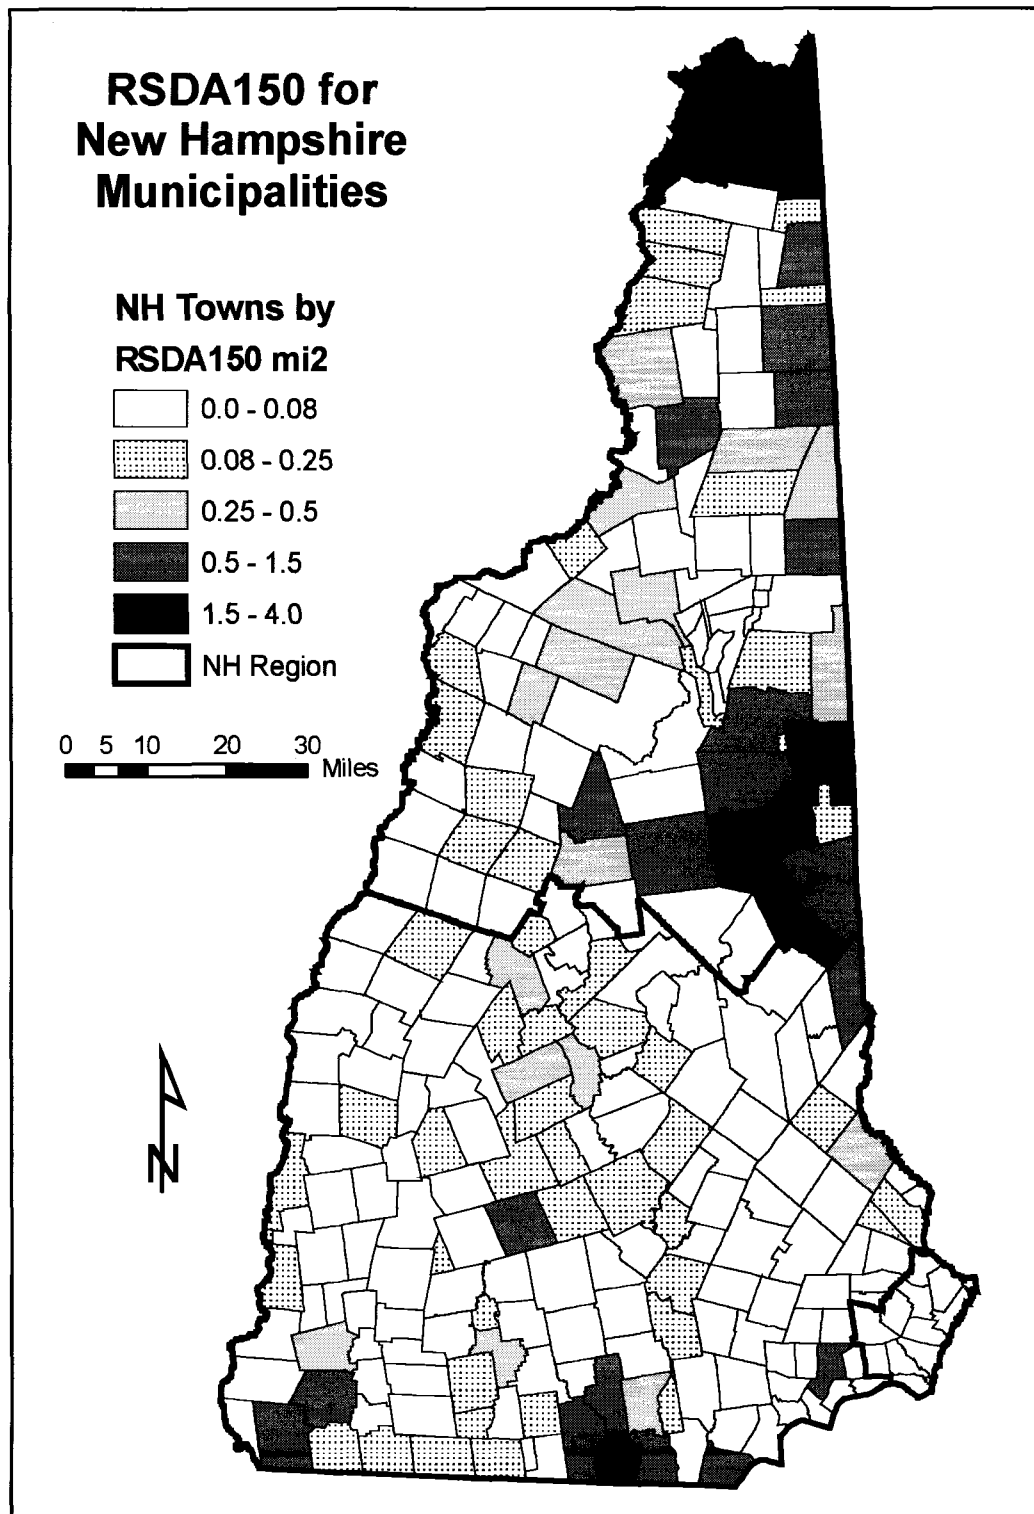 RSDA150 for
New Hampshire
Municipalities
NH Towns by
RSDA150 mi2
0.0 - 0.08
0.08 - 0.25
0.25 - 0.5
0.5 - 1.5
1.5 - 4.0
NH Region
0 5 10 20 30
Miles
N